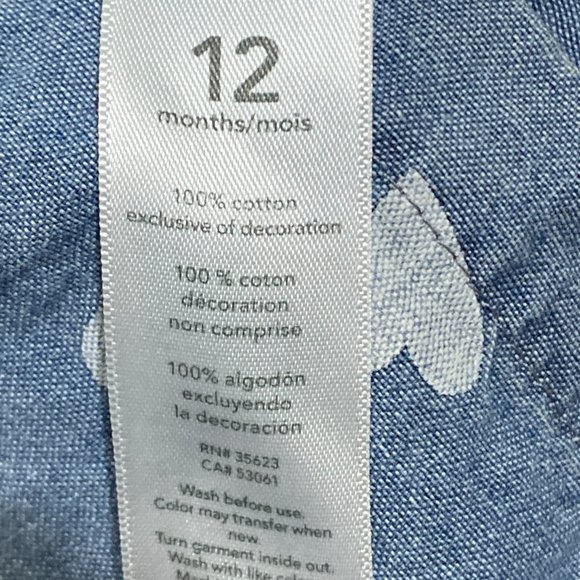 12
months/mois
100% cotton
exclusive of decoration
100 % coton
décoration
non comprise
100% algodón
excluyendo
la decoración
RN# 35623
CA# 53061
Wash before use.
Color may transfer when
new.
Turn garment inside out.
Wash with like